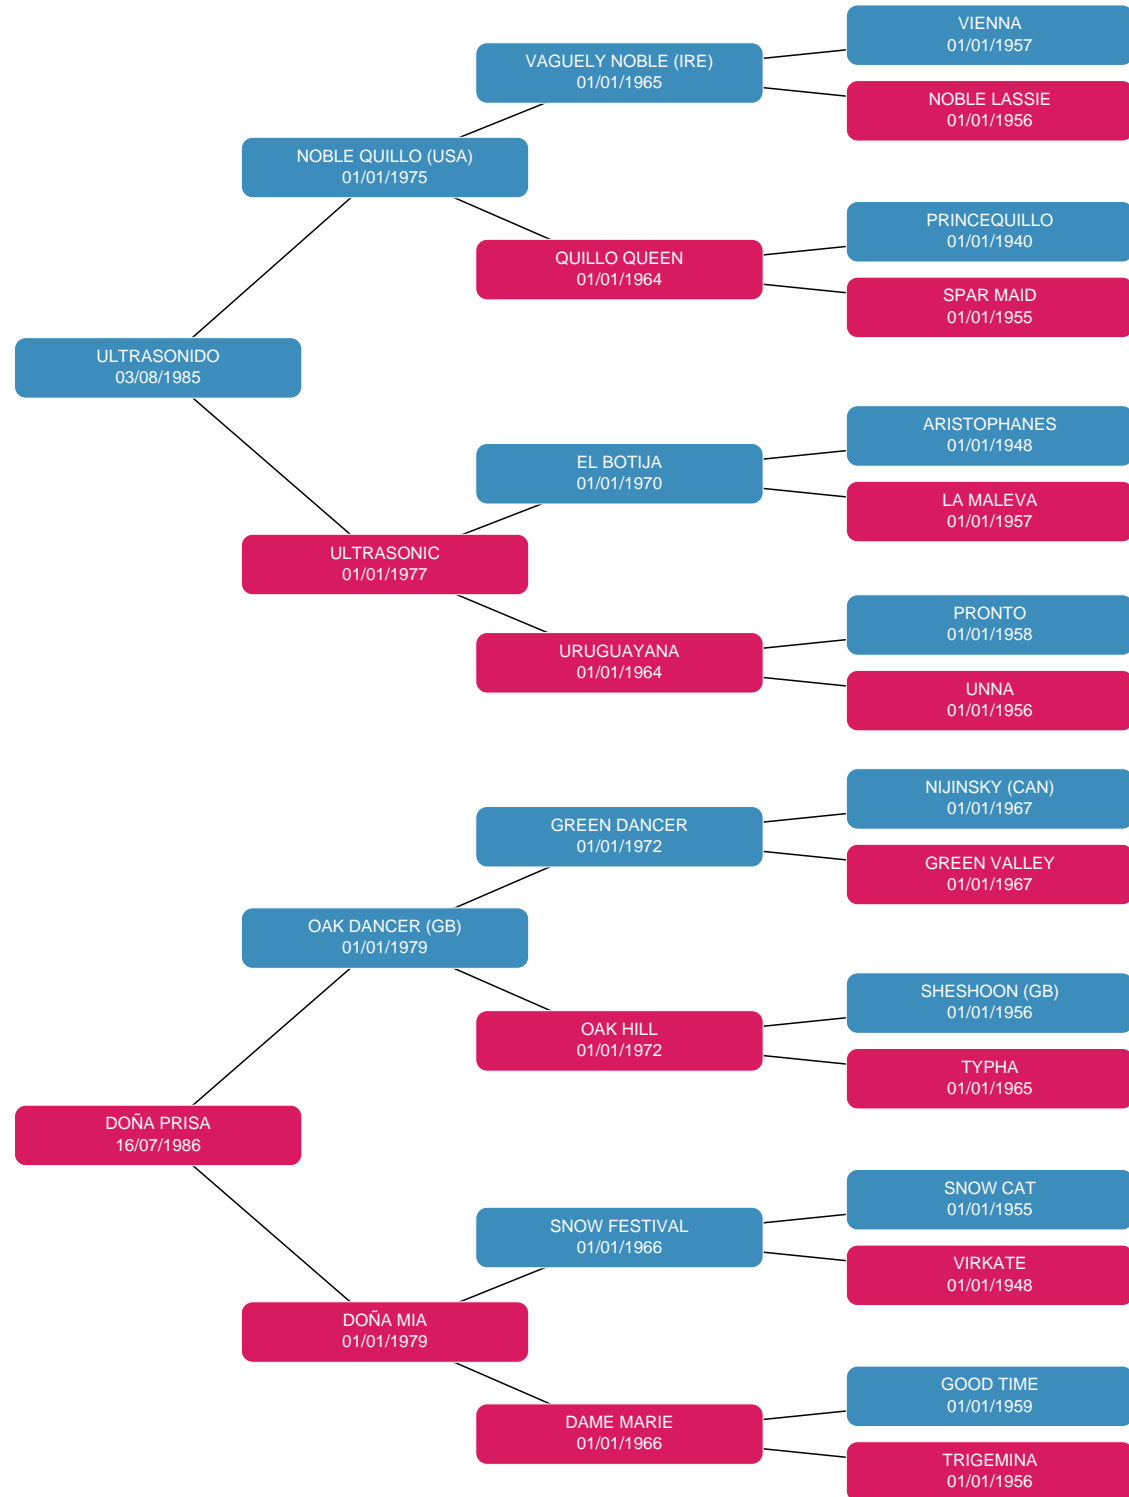 VIENNA
01/01/1957
VAGUELY NOBLE (IRE)
01/01/1965
NOBLE LASSIE
01/01/1956
NOBLE QUILLO (USA)
01/01/1975
PRINCEQUILLO
01/01/1940
QUILLO QUEEN
01/01/1964
SPAR MAID
01/01/1955
ULTRASONIDO
03/08/1985
ARISTOPHANES
01/01/1948
EL BOTIJA
01/01/1970
LA MALEVA
01/01/1957
ULTRASONIC
01/01/1977
PRONTO
01/01/1958
URUGUAYANA
01/01/1964
UNNA
01/01/1956
NIJINSKY (CAN)
01/01/1967
GREEN DANCER
01/01/1972
GREEN VALLEY
01/01/1967
OAK DANCER (GB)
01/01/1979
SHESHOON (GB)
01/01/1956
OAK HILL
01/01/1972
TYPHA
01/01/1965
DOÑA PRISA
16/07/1986
SNOW CAT
01/01/1955
SNOW FESTIVAL
01/01/1966
VIRKATE
01/01/1948
DOÑA MIA
01/01/1979
GOOD TIME
01/01/1959
DAME MARIE
01/01/1966
TRIGEMINA
01/01/1956